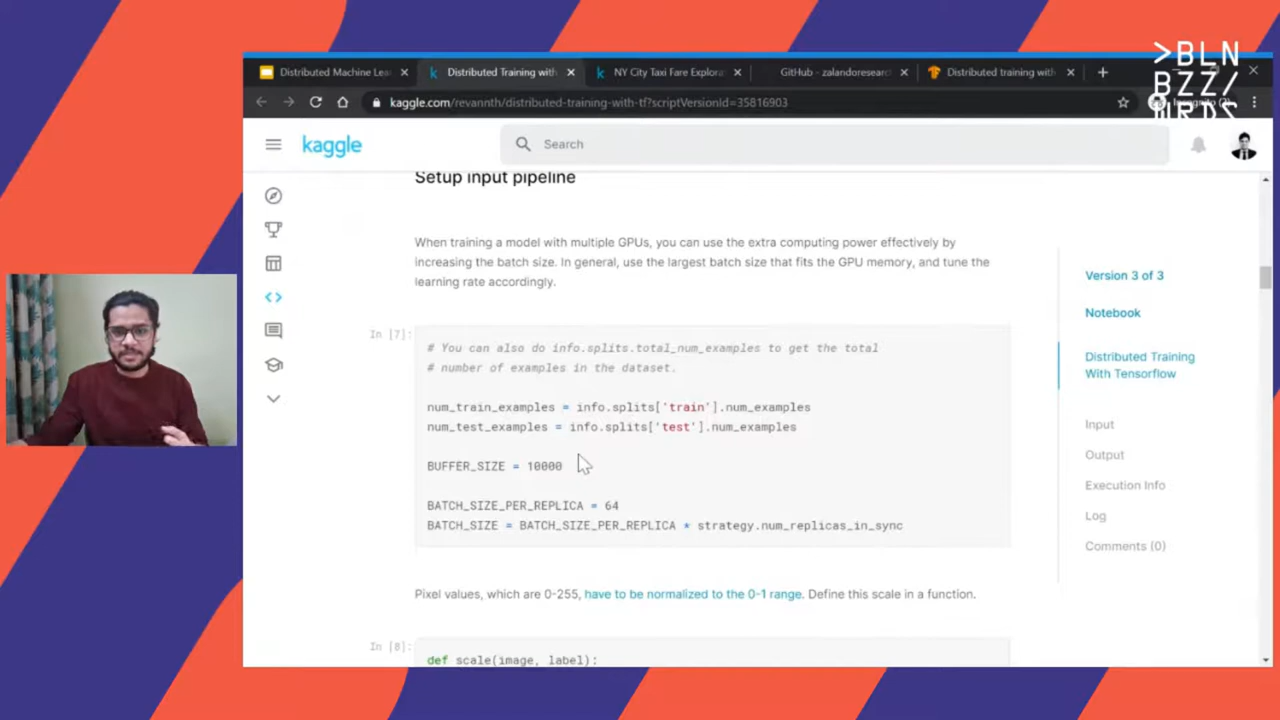 >BLN
BZZ/
WRDS
Distributed Machine Lea
Distributed Training with
NY City Taxi Fare Explora
GitHub - zalandoresearc
Distributed training with
kaggle.com/revannth/distributed-training-with-tf?scriptVersionId=35816903
kaggle
Search
Setup input pipeline
When training a model with multiple GPUs, you can use the extra computing power effectively by
increasing the batch size. In general, use the largest batch size that fits the GPU memory, and tune the
learning rate accordingly.
In [7]:
# You can also do info.splits.total_num_examples to get the total
# number of examples in the dataset.
num_train_examples = info.splits['train'].num_examples
num_test_examples = info.splits['test'].num_examples
BUFFER_SIZE = 10000
BATCH_SIZE_PER_REPLICA = 64
BATCH_SIZE = BATCH_SIZE_PER_REPLICA * strategy.num_replicas_in_sync
Pixel values, which are 0-255, have to be normalized to the 0-1 range. Define this scale in a function.
In [8]:
def scale(image, label):
Version 3 of 3
Notebook
Distributed Training
With Tensorflow
Input
Output
Execution Info
Log
Comments (0)